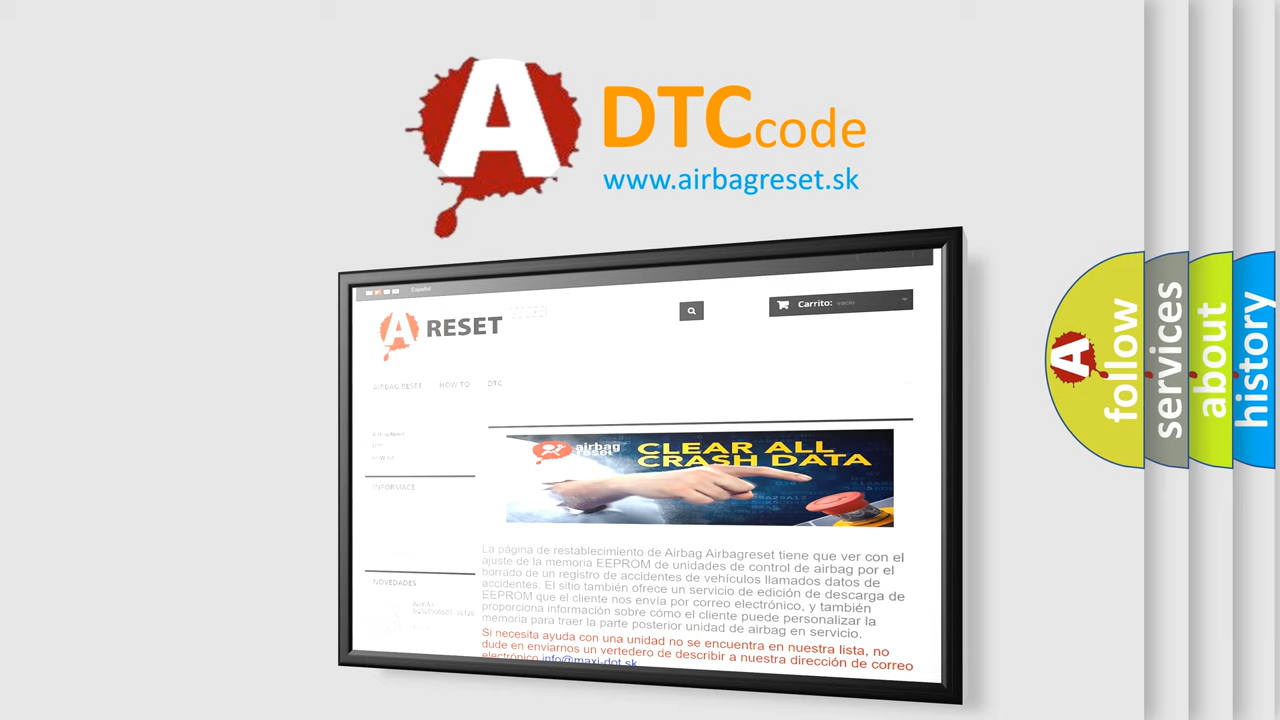 A
DTCcode
www.airbagreset.sk
Español
A RESET
Carrito: vacío
AIRBAG RESET HOW TO DTC
HOW TO
INFORMACE
CLEAR ALL
CRASH DATA
airbag
reset
La página de restablecimiento de Airbag Airbagreset tiene que ver con el
ajuste de la memoria EEPROM de unidades de control de airbag por el
borrado de un registro de accidentes de vehículos llamados datos de
accidentes. El sitio también ofrece un servicio de edición de descarga de
EEPROM que el cliente nos envía por correo electrónico, y también
proporciona información sobre cómo el cliente puede personalizar la
memoria para traer la parte posterior unidad de airbag en servicio.
Si necesita ayuda con una unidad no se encuentra en nuestra lista, no
dude en enviarnos un vertedero de describir a nuestra dirección de correo
electrónico info@maxi-dot.sk
NOVEDADES
A
follow
services
about
history